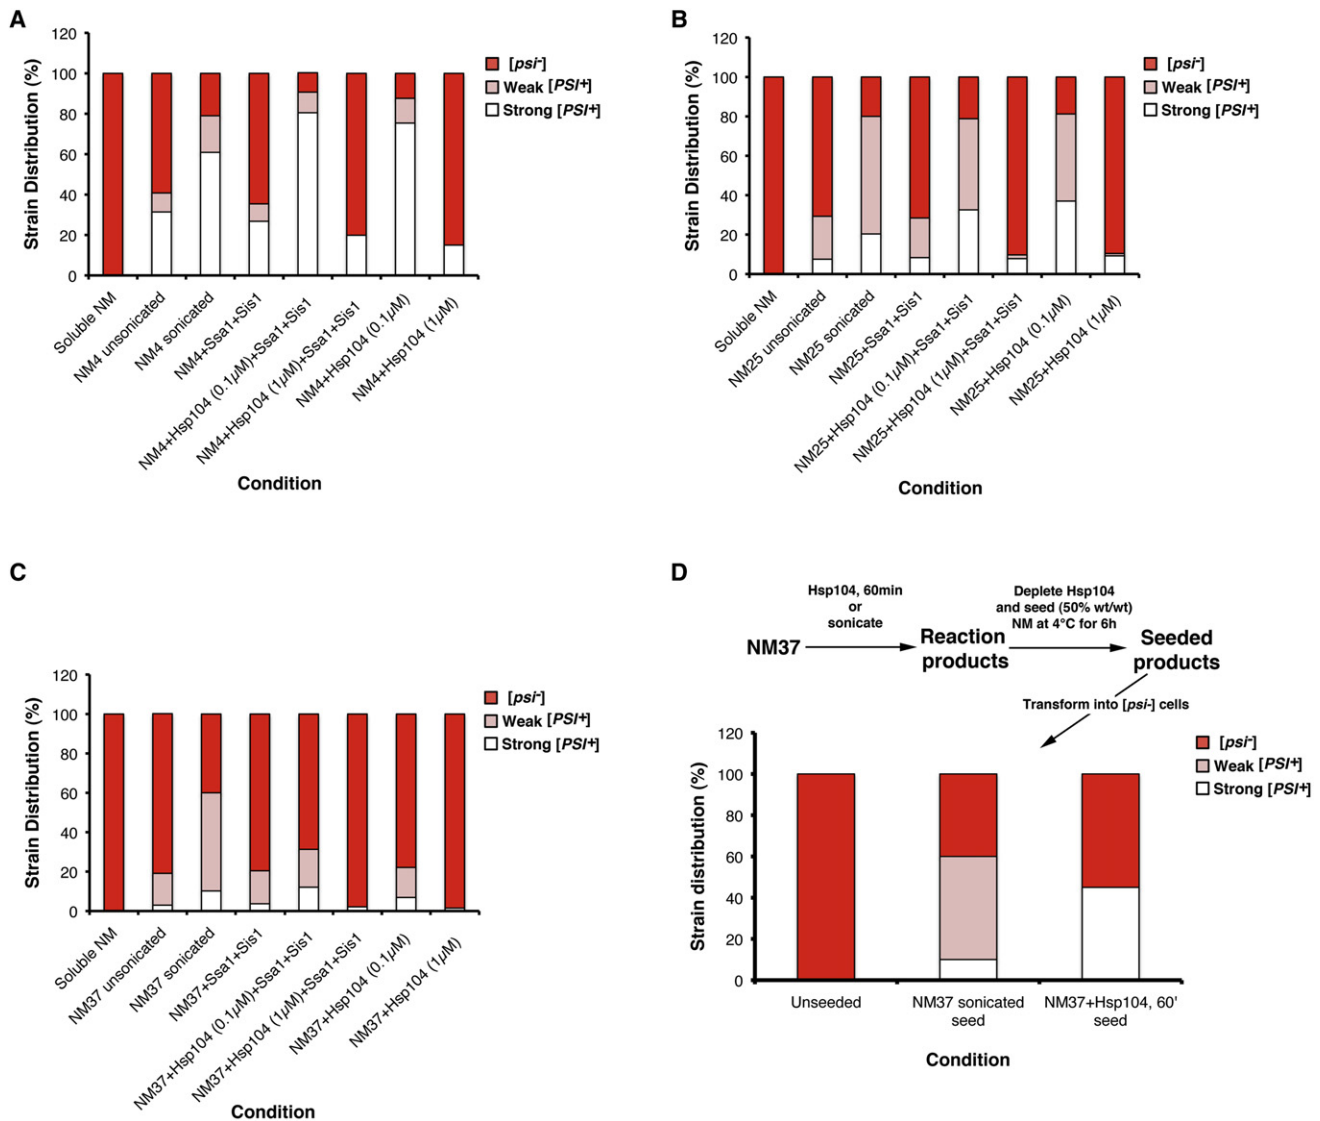 A
120
100
80
60
40
20
0
Strain Distribution (%)
[psi-]
Weak [PSI+]
Strong [PSI+]
Soluble NM
NM4 unsonicated
NM4 sonicated
NM4+Ssa1+Sis1
NM4+Hsp104 (0.1µM)+Ssa1+Sis1
NM4+Hsp104 (1µM)+Ssa1+Sis1
NM4+Hsp104 (0.1µM)
NM4+Hsp104 (1µM)
Condition
B
120
100
80
60
40
20
0
Strain Distribution (%)
[psi-]
Weak [PSI+]
Strong [PSI+]
Soluble NM
NM25 unsonicated
NM25 sonicated
NM25+Ssa1+Sis1
NM25+Hsp104 (0.1µM)+Ssa1+Sis1
NM25+Hsp104 (1µM)+Ssa1+Sis1
NM25+Hsp104 (0.1µM)
NM25+Hsp104 (1µM)
Condition
C
120
100
80
60
40
20
0
Strain Distribution (%)
[psi-]
Weak [PSI+]
Strong [PSI+]
Soluble NM
NM37 unsonicated
NM37 sonicated
NM37+Ssa1+Sis1
NM37+Hsp104 (0.1µM)+Ssa1+Sis1
NM37+Hsp104 (1µM)+Ssa1+Sis1
NM37+Hsp104 (0.1µM)
NM37+Hsp104 (1µM)
Condition
D
NM37
Hsp104, 60min
or
sonicate
Reaction
products
Deplete Hsp104
and seed (50% wt/wt)
NM at 4°C for 6h
Seeded
products
Transform into [psi-] cells
120
100
80
60
40
20
0
Strain distribution (%)
[psi-]
Weak [PSI+]
Strong [PSI+]
Unseeded
NM37 sonicated
seed
NM37+Hsp104, 60'
seed
Condition